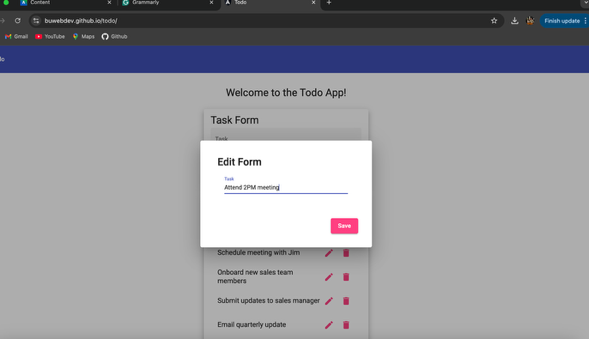 Content
Grammarly
Todo
buwebdev.github.io/todo/
Finish update
Gmail
YouTube
Maps
Github
Welcome to the Todo App!
Task Form
Task
Edit Form
Task
Attend 2PM meeting
Save
Schedule meeting with Jim
Onboard new sales team
members
Submit updates to sales manager
Email quarterly update